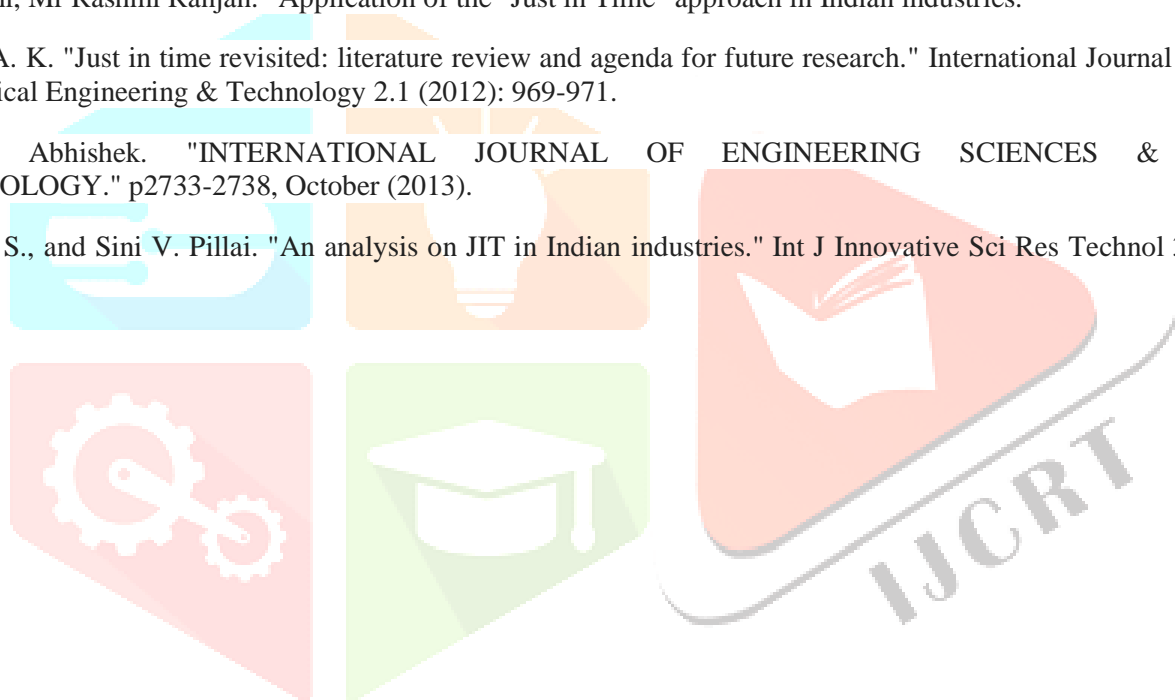 Mr Rashmi Ranjan. "Application of the "Just in Time" approach in Indian industries."
A. K. "Just in time revisited: literature review and agenda for future research." International Journal
ical Engineering & Technology 2.1 (2012): 969-971.
Abhishek. "INTERNATIONAL JOURNAL OF ENGINEERING SCIENCES &
OLOGY." p2733-2738, October (2013).
S., and Sini V. Pillai. "An analysis on JIT in Indian industries." Int J Innovative Sci Res Technol
IJCRT